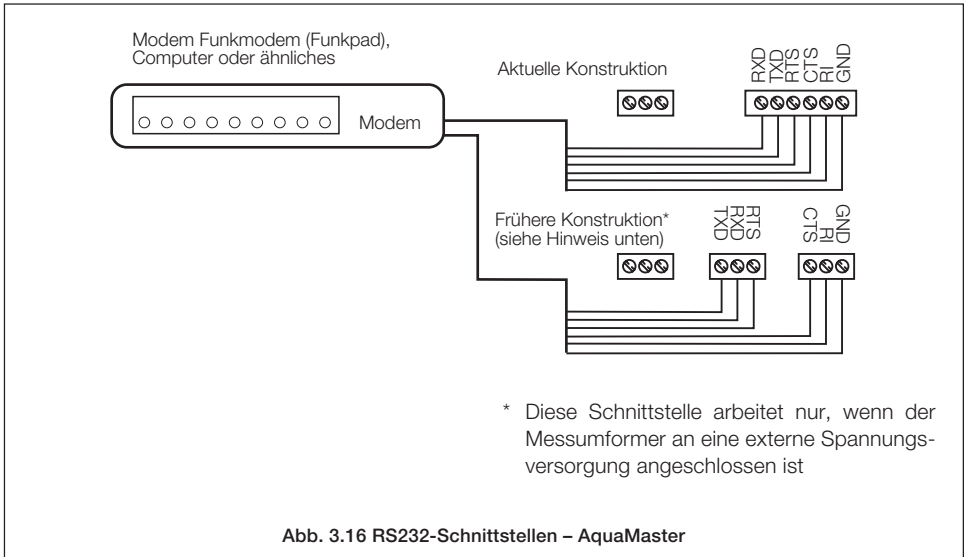 Modem Funkmodem (Funkpad),
Computer oder ähnliches
Modem
Aktuelle Konstruktion
RXD
TXD
RTS
CTS
RI
GND
Frühere Konstruktion*
(siehe Hinweis unten)
TXD
RXD
RTS
CTS
RI
GND
* Diese Schnittstelle arbeitet nur, wenn der
Messumformer an eine externe Spannungs-
versorgung angeschlossen ist
Abb. 3.16 RS232-Schnittstellen – AquaMaster